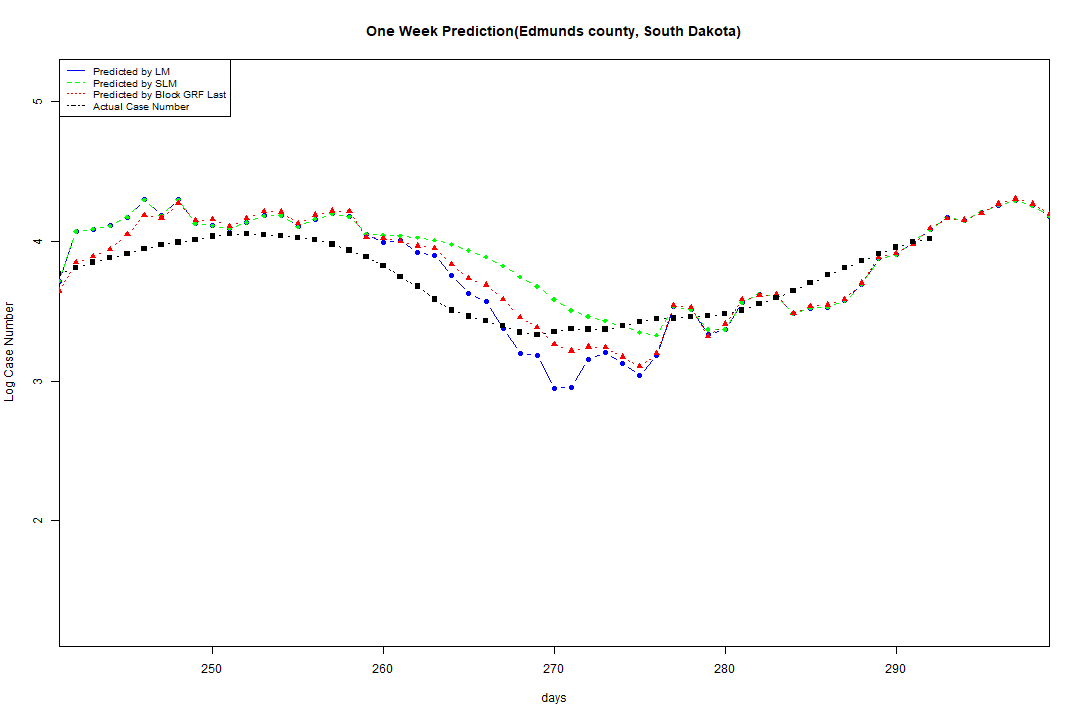 One Week Prediction(Edmunds county, South Dakota)
Predicted by LM
Predicted by SLM
Predicted by Block GRF Last
Actual Case Number
5
4
3
2
Log Case Number
250 260 270 280 290
days